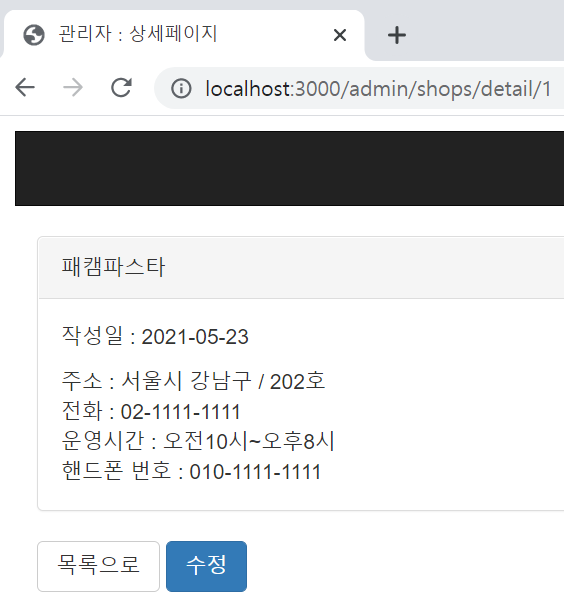 관리자 : 상세페이지
localhost:3000/admin/shops/detail/1
패캠파스타
작성일 : 2021-05-23
주소 : 서울시 강남구 / 202호
전화 : 02-1111-1111
운영시간 : 오전10시~오후8시
핸드폰 번호 : 010-1111-1111
목록으로 수정